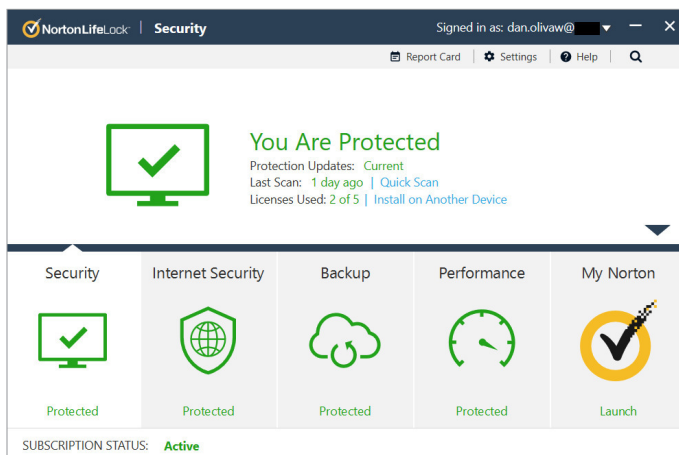 NortonLifeLock | Security Signed in as: dan.olivaw@
Report Card | Settings | Help |
You Are Protected
Protection Updates: Current
Last Scan: 1 day ago | Quick Scan
Licenses Used: 2 of 5 | Install on Another Device
Security Internet Security Backup Performance My Norton
Protected Protected Protected Protected Launch
SUBSCRIPTION STATUS: Active